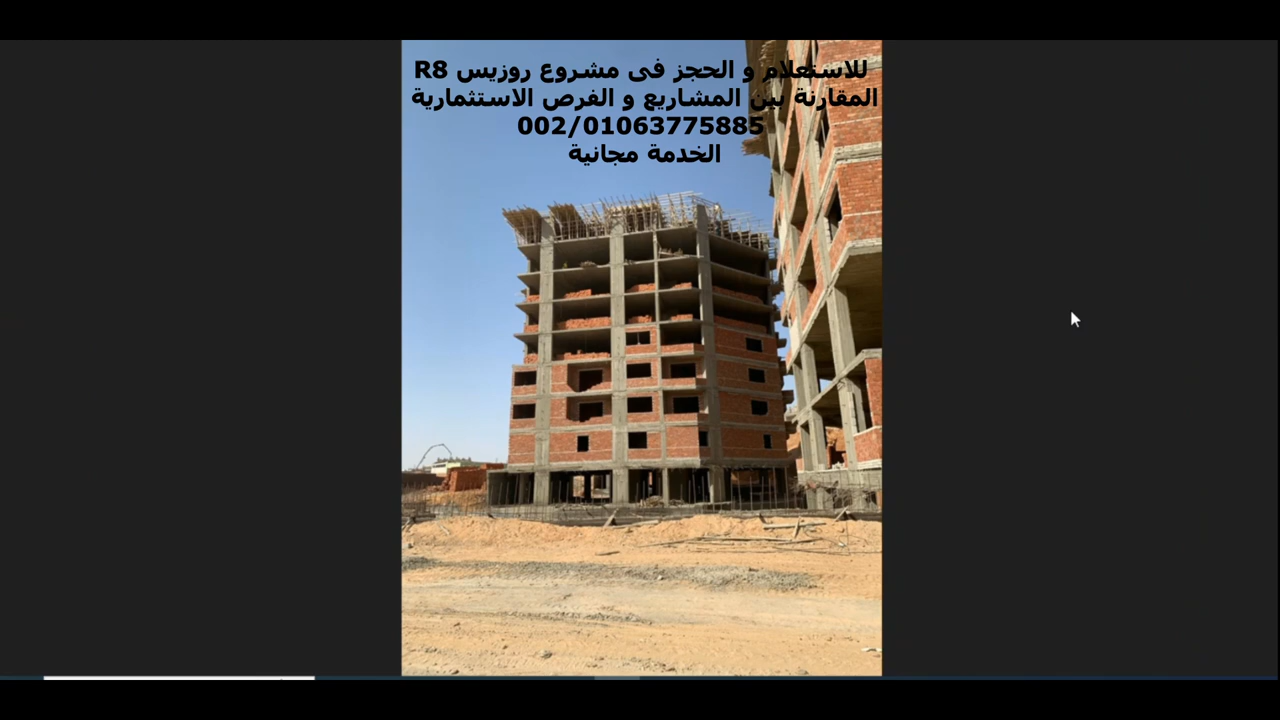 للاستعلام و الحجز فى مشروع روزيس R8
المقارنة بين المشاريع و الفرص الاستثمارية
002/01063775885
الخدمة مجانية